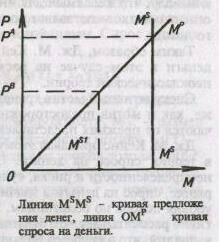 P
M^S
M^P
P^A
P^B
M^S1
M^S
0
M
Линия M^SM^S - кривая предложе
ния денег, линия OM^P кривая
спроса на деньги.